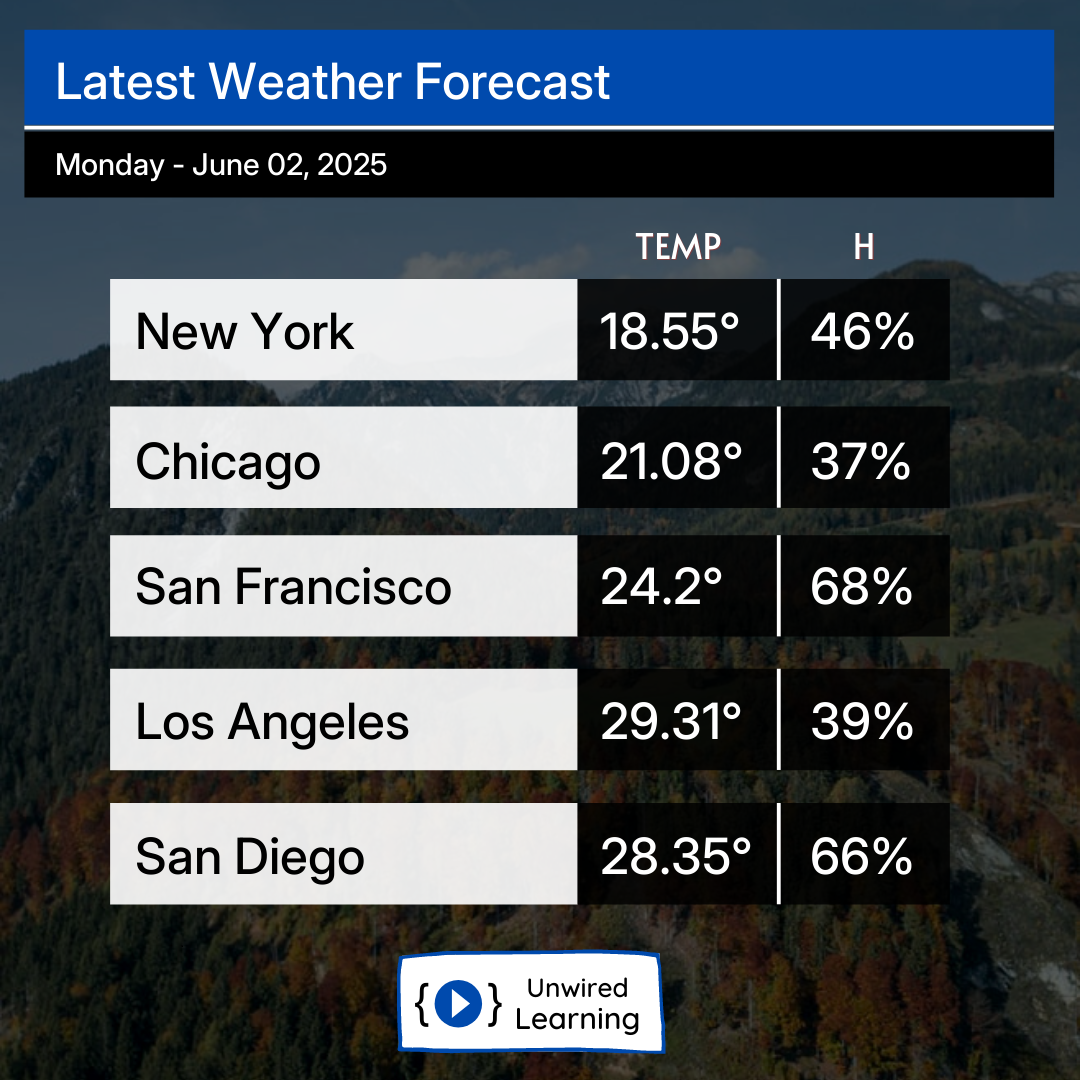 Latest Weather Forecast
Monday - June 02, 2025
TEMP H
New York 18.55° 46%
Chicago 21.08° 37%
San Francisco 24.2° 68%
Los Angeles 29.31° 39%
San Diego 28.35° 66%
{ } Unwired
Learning